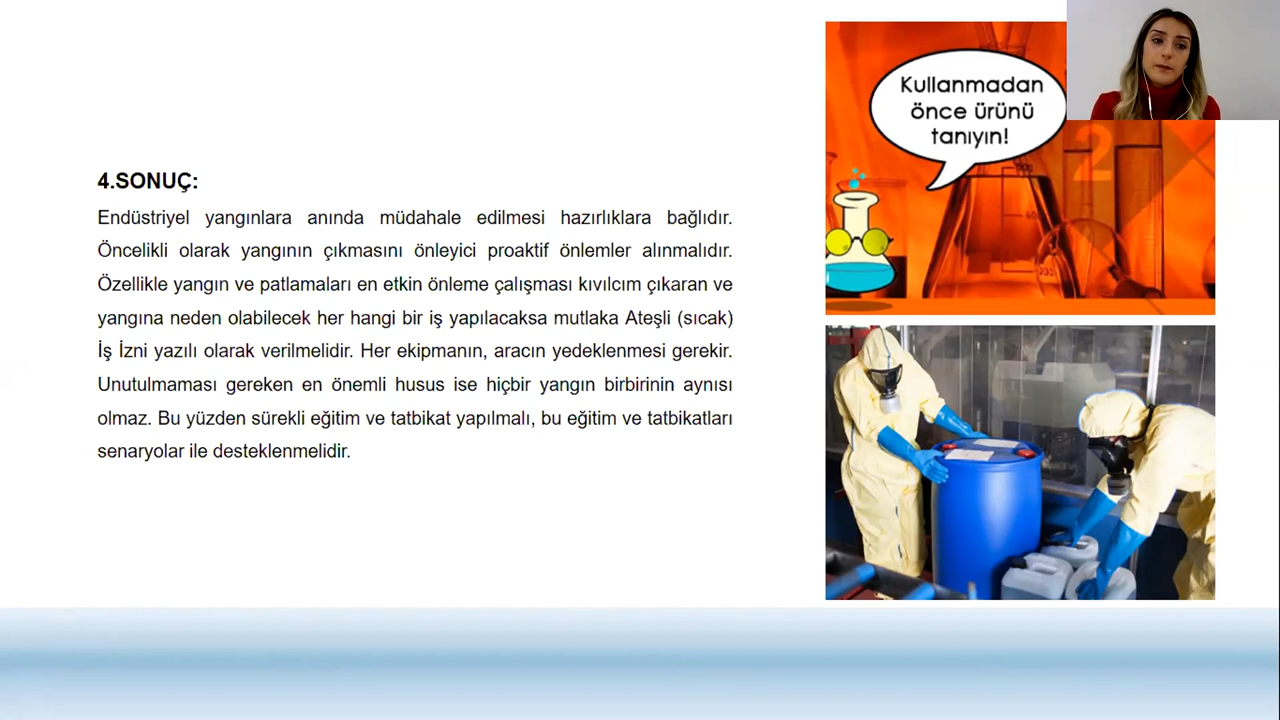 4.SONUÇ:
Endüstriyel yangınlara anında müdahale edilmesi hazırlıklara bağlıdır.
Öncelikli olarak yangının çıkmasını önleyici proaktif önlemler alınmalıdır.
Özellikle yangın ve patlamaları en etkin önleme çalışması kıvılcım çıkaran ve
yangına neden olabilecek her hangi bir iş yapılacaksa mutlaka Ateşli (sıcak)
İş İzni yazılı olarak verilmelidir. Her ekipmanın, aracın yedeklenmesi gerekir.
Unutulmaması gereken en önemli husus ise hiçbir yangın birbirinin aynısı
olmaz. Bu yüzden sürekli eğitim ve tatbikat yapılmalı, bu eğitim ve tatbikatları
senaryolar ile desteklenmelidir.
Kullanmadan
önce ürünü
tanıyın!
2